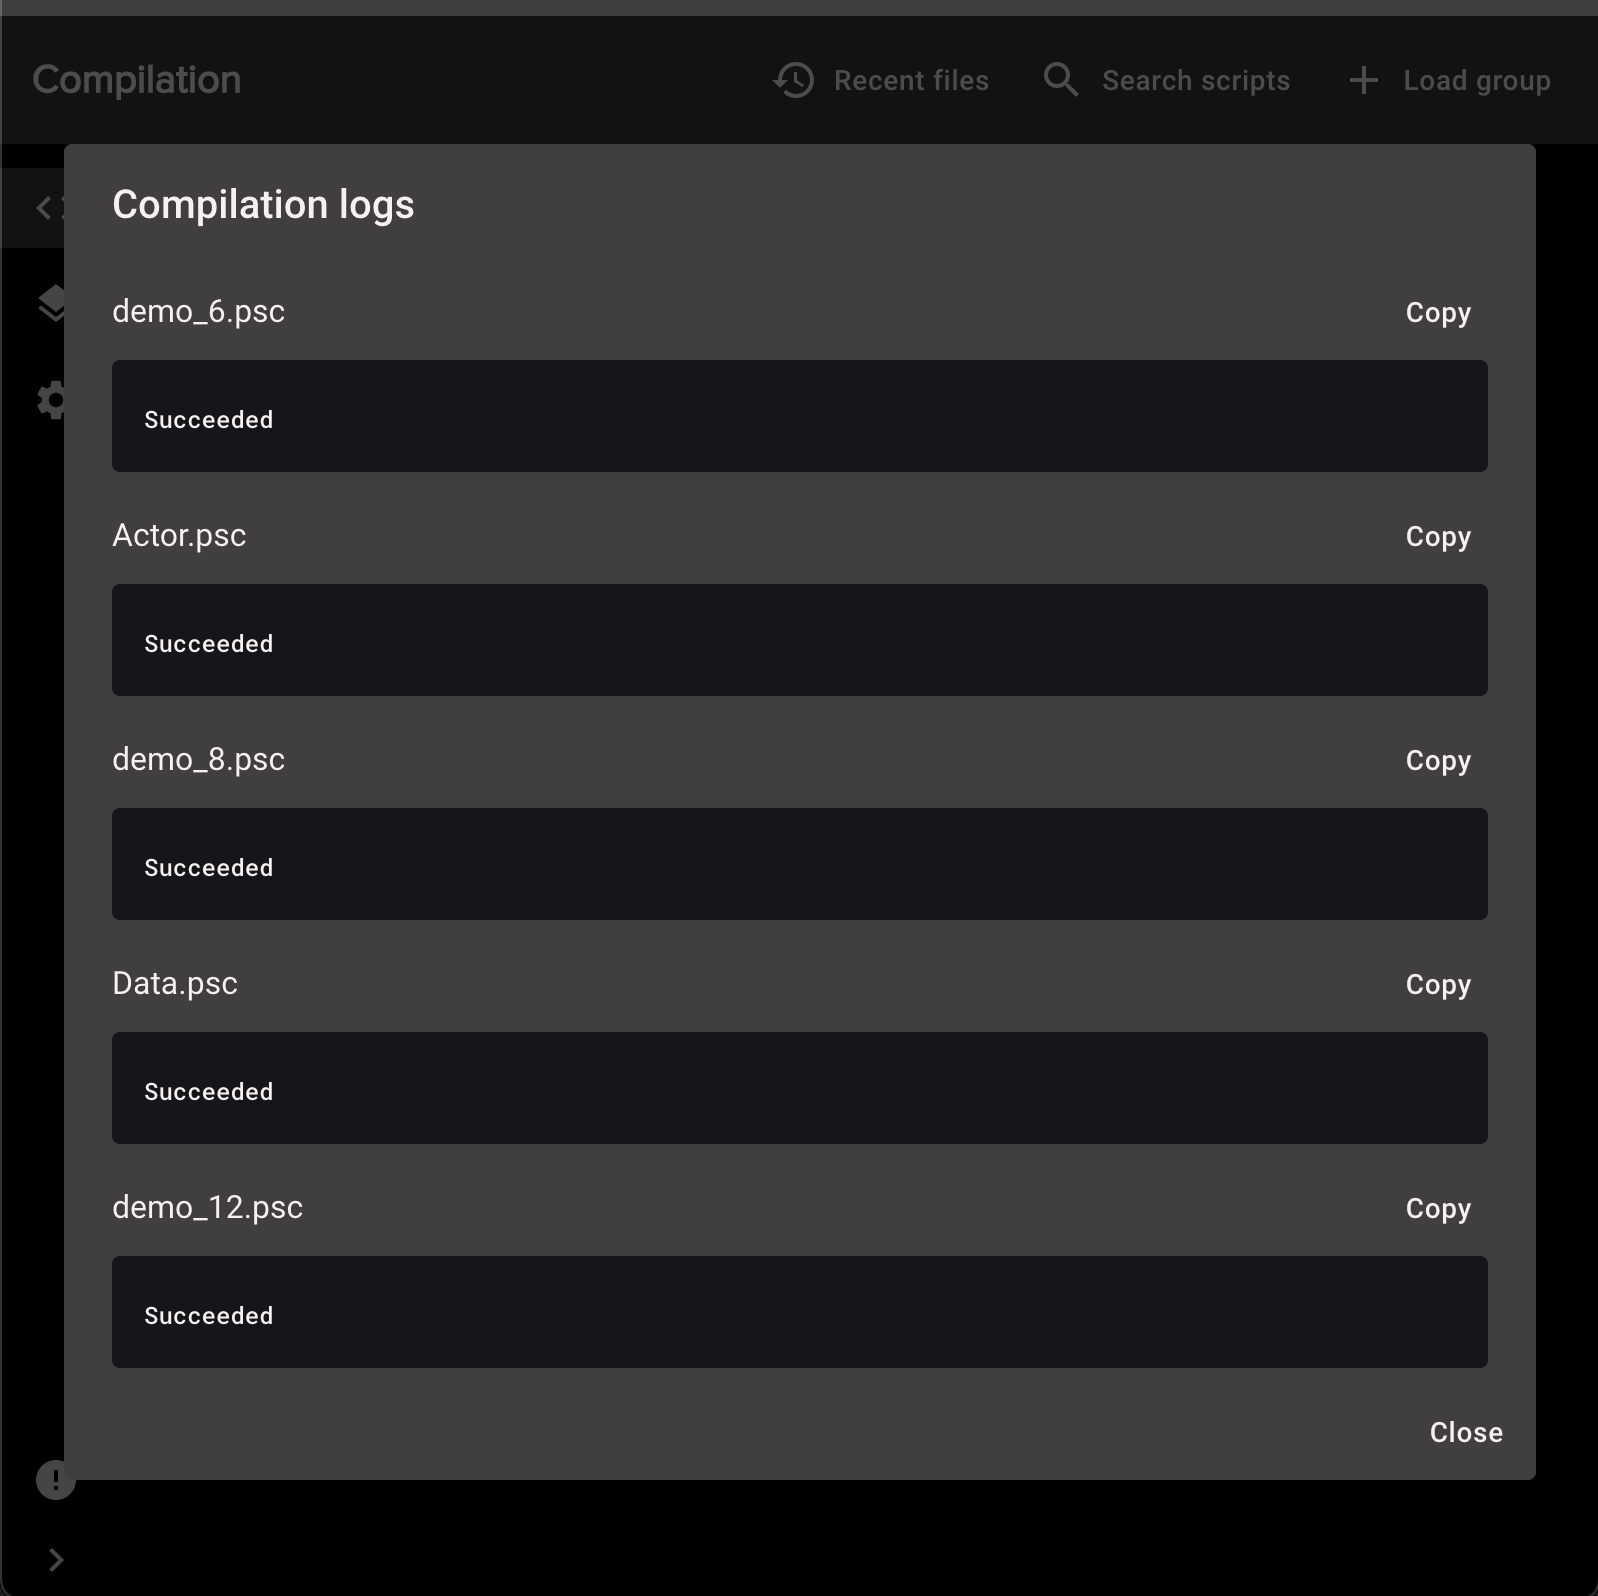 Compilation
Recent files
Search scripts
Load group
Compilation logs
demo_6.psc
Copy
Succeeded
Actor.psc
Copy
Succeeded
demo_8.psc
Copy
Succeeded
Data.psc
Copy
Succeeded
demo_12.psc
Copy
Succeeded
Close